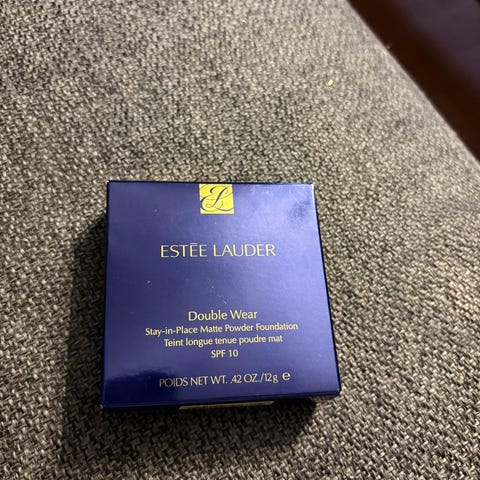 EL
ESTĒE LAUDER
Double Wear
Stay-in-Place Matte Powder Foundation
Teint longue tenue poudre mat
SPF 10
POIDS NET WT. .42 OZ./12g ℮